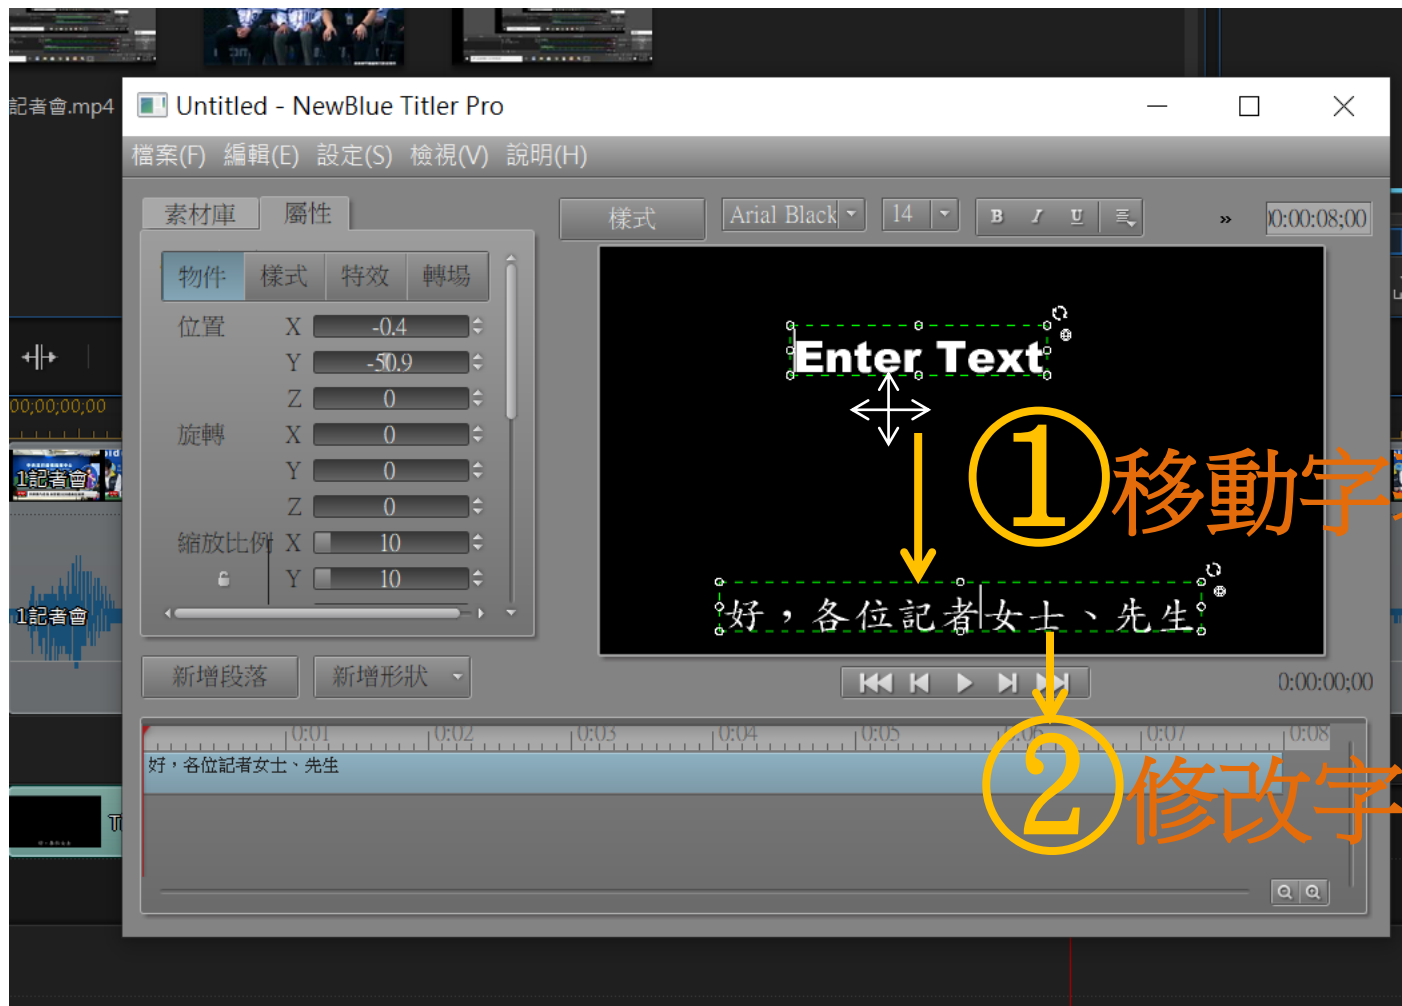 記者會.mp4
Untitled - NewBlue Titler Pro
檔案(F) 編輯(E) 設定(S) 檢視(V) 說明(H)
素材庫 屬性
樣式 Arial Black 14 B I U » 0:00:08;00
物件 樣式 特效 轉場
位置 X -0.4
Y -50.9
Z 0
旋轉 X 0
Y 0
Z 0
縮放比例 X 10
Y 10
Enter Text
①移動字
好，各位記者女士、先生
新增段落 新增形狀
0:00:00;00
00;00;00;00
1記者會
1記者會
0:01 0:02 0:03 0:04 0:05 0:06 0:07 0:08
好，各位記者女士、先生
②修改字